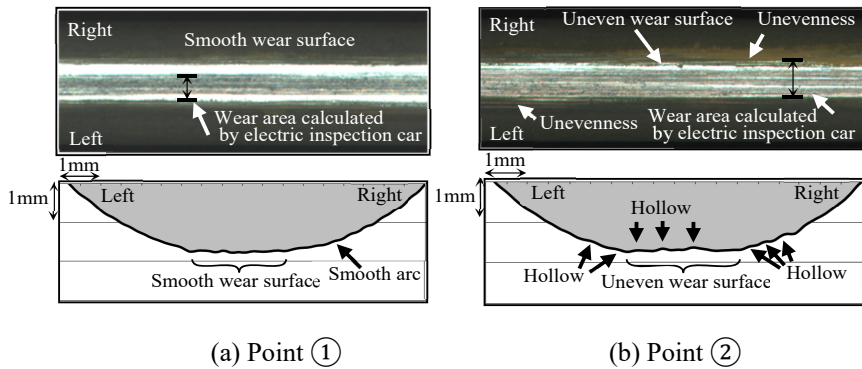 Right
Smooth wear surface
Wear area calculated
by electric inspection car
Left
1mm
1mm
Left
Right
Smooth wear surface
Smooth arc
(a) Point ①
Right
Uneven wear surface
Unevenness
Wear area calculated
by electric inspection car
Unevenness
Left
1mm
1mm
Left
Right
Hollow
Hollow
Hollow
Uneven wear surface
(b) Point ②